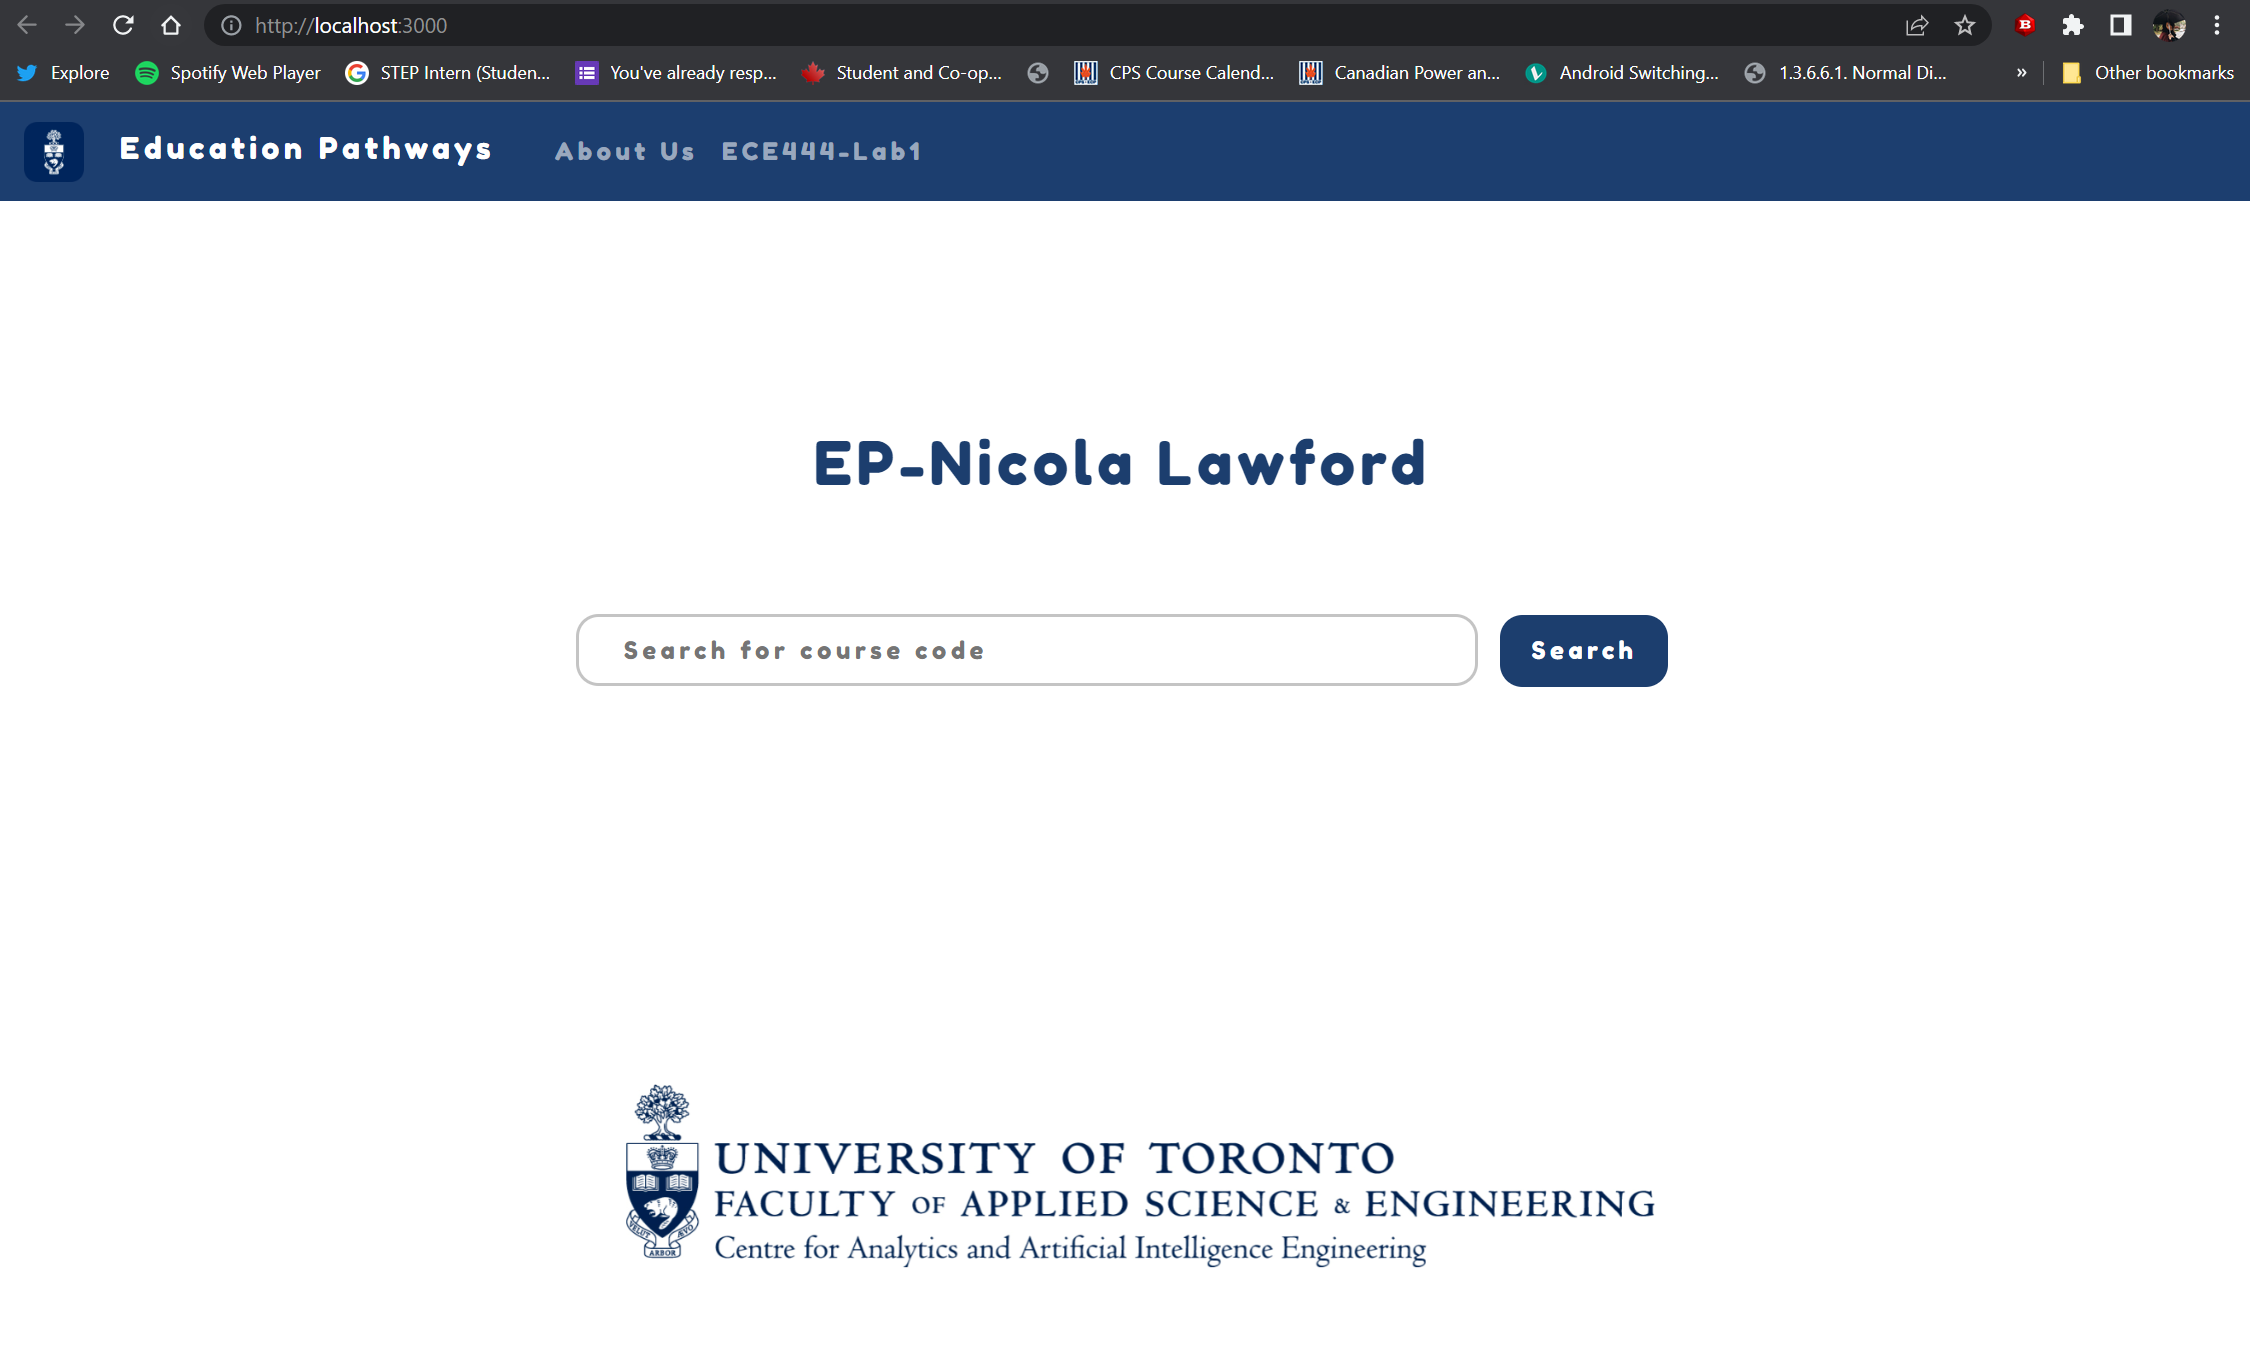 http://localhost:3000
Explore Spotify Web Player STEP Intern (Studen... You've already resp... Student and Co-op... CPS Course Calend... Canadian Power an... Android Switching... 1.3.6.6.1. Normal Di... » Other bookmarks
Education Pathways About Us ECE444-Lab1
EP-Nicola Lawford
Search for course code Search
UNIVERSITY OF TORONTO
FACULTY OF APPLIED SCIENCE & ENGINEERING
Centre for Analytics and Artificial Intelligence Engineering
VELUT ÆVO
ARBOR